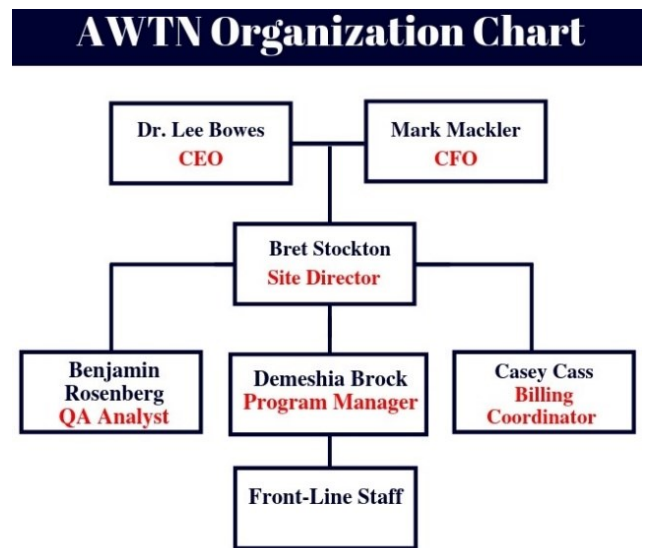 AWTN Organization Chart
Dr. Lee Bowes
CEO
Mark Mackler
CFO
Bret Stockton
Site Director
Benjamin
Rosenberg
QA Analyst
Demeshia Brock
Program Manager
Casey Cass
Billing
Coordinator
Front-Line Staff